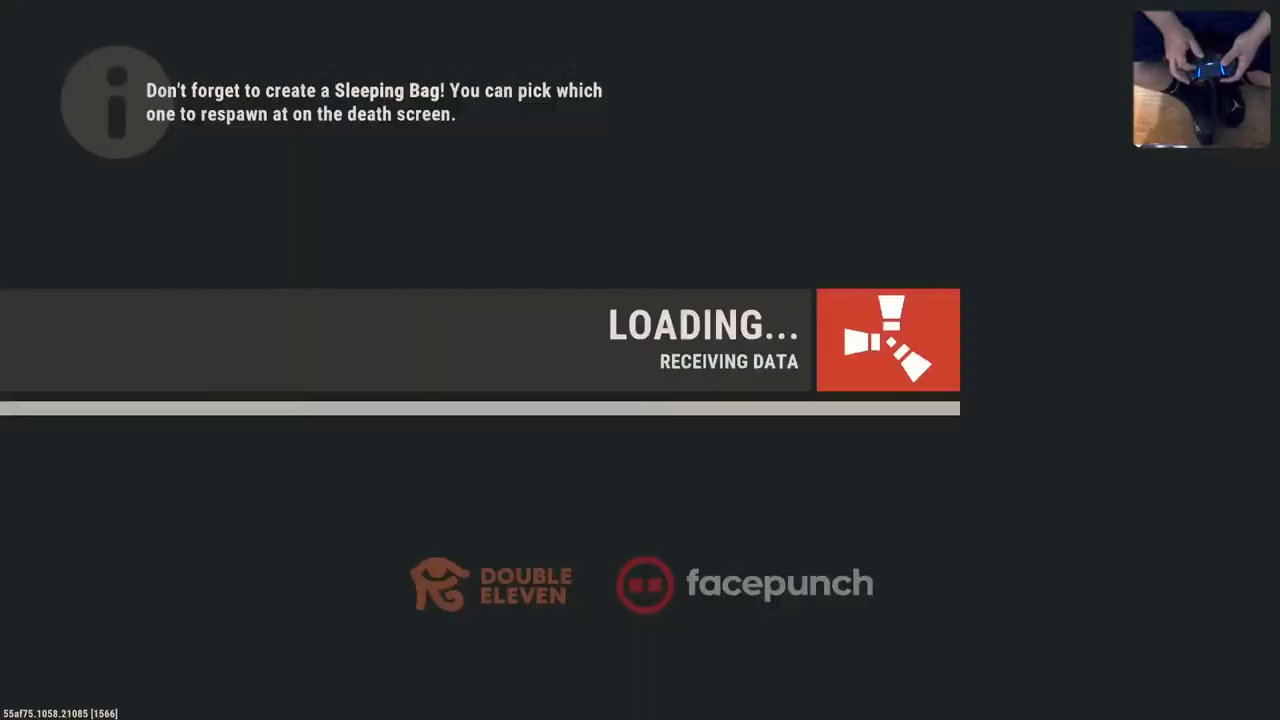 Don't forget to create a Sleeping Bag! You can pick which
one to respawn at on the death screen.
LOADING...
RECEIVING DATA
DOUBLE
ELEVEN
facepunch
55af75.1058.21085 [1566]